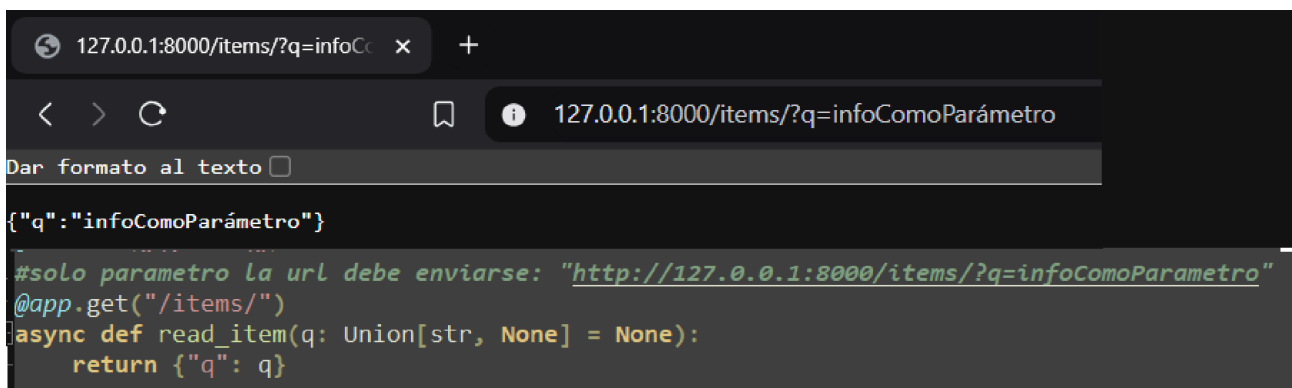 127.0.0.1:8000/items/?q=infoCo
127.0.0.1:8000/items/?q=infoComoParámetro
Dar formato al texto
{"q":"infoComoParámetro"}
#solo parametro la url debe enviarse: "http://127.0.0.1:8000/items/?q=infoComoParametro"
@app.get("/items/")
async def read_item(q: Union[str, None] = None):
    return {"q": q}